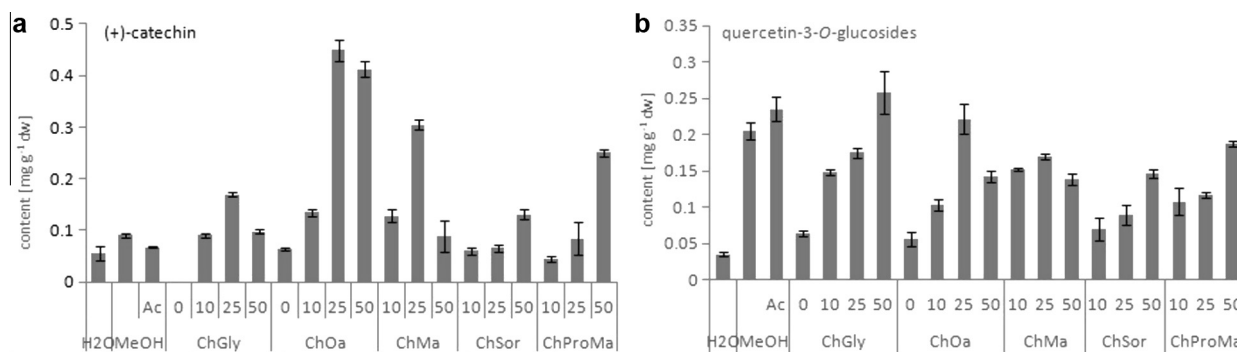 a
(+)-catechin
content [mg g-1 dw]
0.5
0.4
0.3
0.2
0.1
0
Ac 0 10 25 50 0 10 25 50 10 25 50 10 25 50 10 25 50
H2O MeOH ChGly ChOa ChMa ChSor ChProMa
b
quercetin-3-O-glucosides
content [mg g-1 dw]
0.35
0.3
0.25
0.2
0.15
0.1
0.05
0
Ac 0 10 25 50 0 10 25 50 10 25 50 10 25 50 10 25 50
H2O MeOH ChGly ChOa ChMa ChSor ChProMa